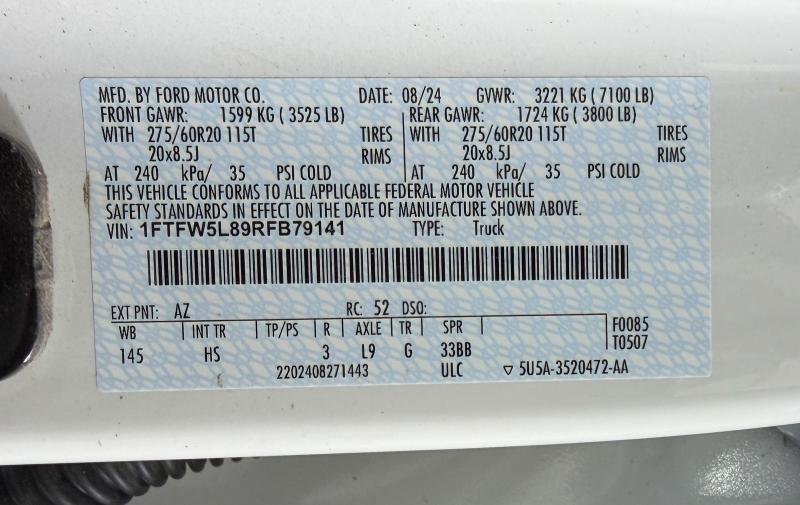 MFD. BY FORD MOTOR CO. DATE: 08/24 GVWR: 3221 KG ( 7100 LB)
FRONT GAWR: 1599 KG ( 3525 LB) REAR GAWR: 1724 KG ( 3800 LB)
WITH 275/60R20 115T TIRES WITH 275/60R20 115T TIRES
20x8.5J RIMS 20x8.5J RIMS
AT 240 kPa/ 35 PSI COLD AT 240 kPa/ 35 PSI COLD
THIS VEHICLE CONFORMS TO ALL APPLICABLE FEDERAL MOTOR VEHICLE
SAFETY STANDARDS IN EFFECT ON THE DATE OF MANUFACTURE SHOWN ABOVE.
VIN: 1FTFW5L89RFB79141 TYPE: Truck
EXT PNT: AZ RC: 52 DSO:
WB INT TR TP/PS R AXLE TR SPR F0085
145 HS 3 L9 G 33BB T0507
2202408271443 ULC ▽ 5U5A-3520472-AA